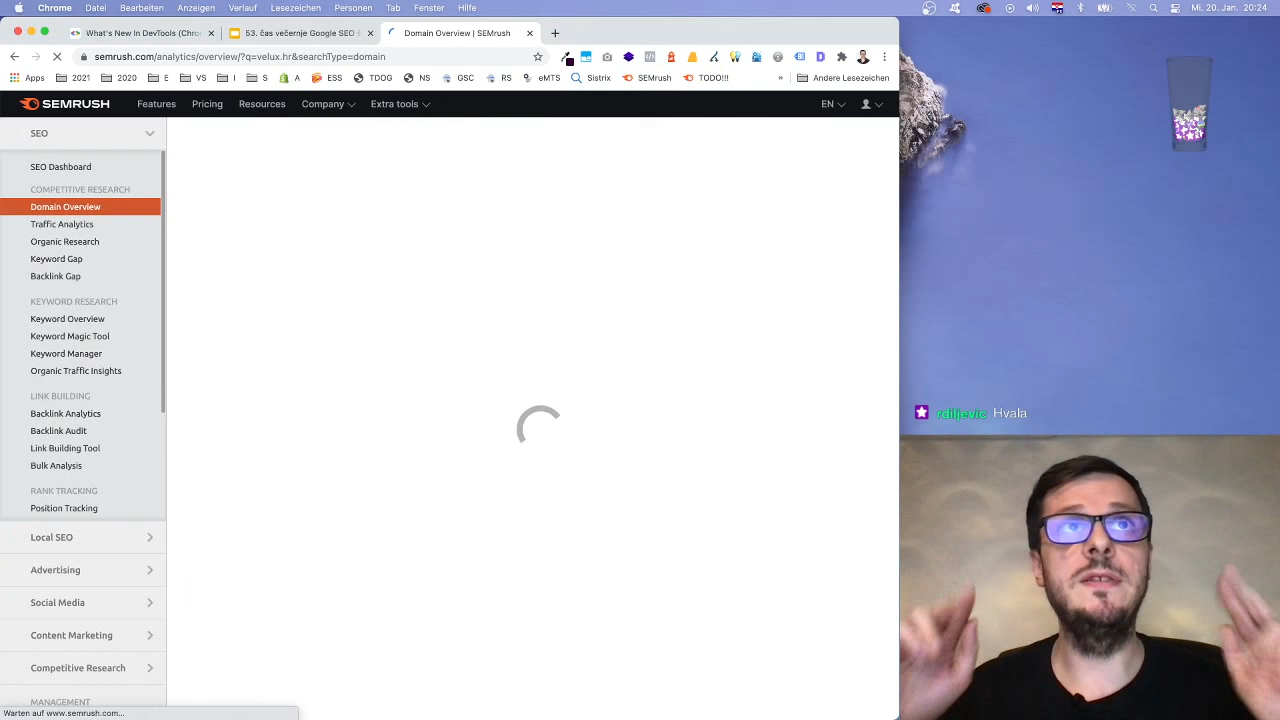 Chrome Datei Bearbeiten Anzeigen Verlauf Lesezeichen Personen Tab Fenster Hilfe Mi. 20. Jan. 20:24
What's New In DevTools (Chro
53. čas večernje Google SEO š
Domain Overview | SEMrush
semrush.com/analytics/overview/?q=velux.hr&searchType=domain
Apps 2021 2020 E VS I S A ESS TDOG NS GSC RS eMTS Sistrix SEMrush TODO!!! » Andere Lesezeichen
SEMRUSH Features Pricing Resources Company Extra tools EN
SEO
SEO Dashboard
COMPETITIVE RESEARCH
Domain Overview
Traffic Analytics
Organic Research
Keyword Gap
Backlink Gap
KEYWORD RESEARCH
Keyword Overview
Keyword Magic Tool
Keyword Manager
Organic Traffic Insights
LINK BUILDING
Backlink Analytics
Backlink Audit
Link Building Tool
Bulk Analysis
RANK TRACKING
Position Tracking
Local SEO
Advertising
Social Media
Content Marketing
Competitive Research
MANAGEMENT
Warten auf www.semrush.com...
rdiljevic Hvala